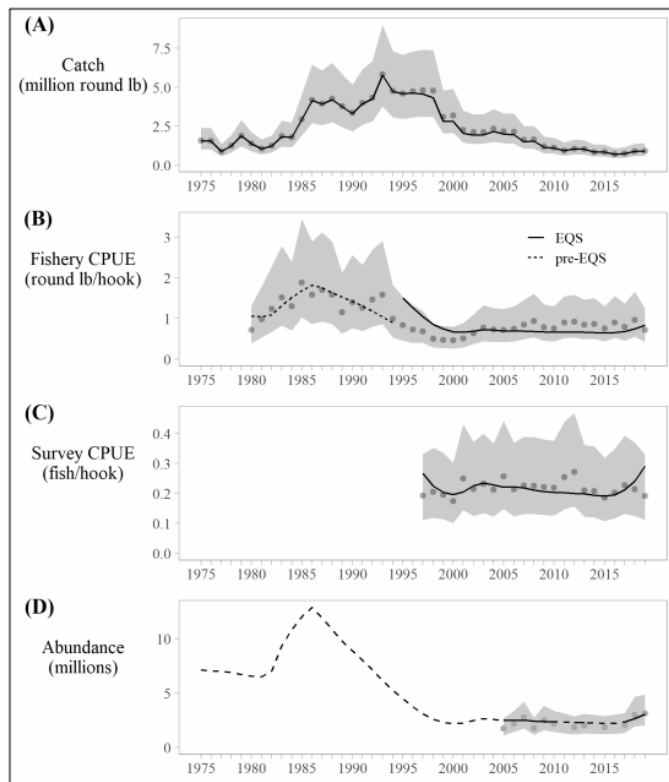 (A)
Catch
(million round lb)
7.5
5.0
2.5
0.0
1975 1980 1985 1990 1995 2000 2005 2010 2015
(B)
Fishery CPUE
(round lb/hook)
3
2
1
0
EQS
pre-EQS
1975 1980 1985 1990 1995 2000 2005 2010 2015
(C)
Survey CPUE
(fish/hook)
0.4
0.3
0.2
0.1
0.0
1975 1980 1985 1990 1995 2000 2005 2010 2015
(D)
Abundance
(millions)
10
5
0
1975 1980 1985 1990 1995 2000 2005 2010 2015